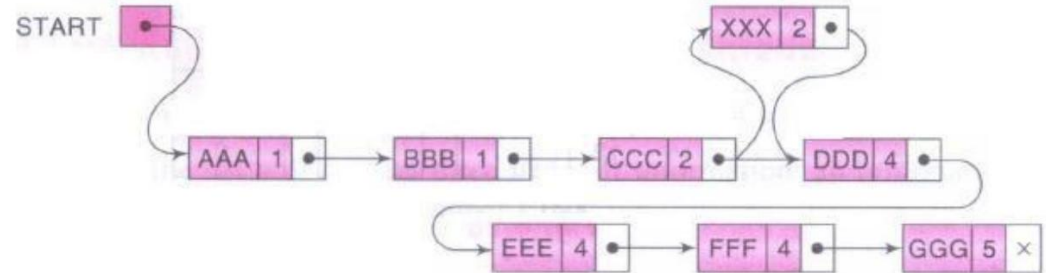 START
XXX 2
AAA 1
BBB 1
CCC 2
DDD 4
EEE 4
FFF 4
GGG 5 ×